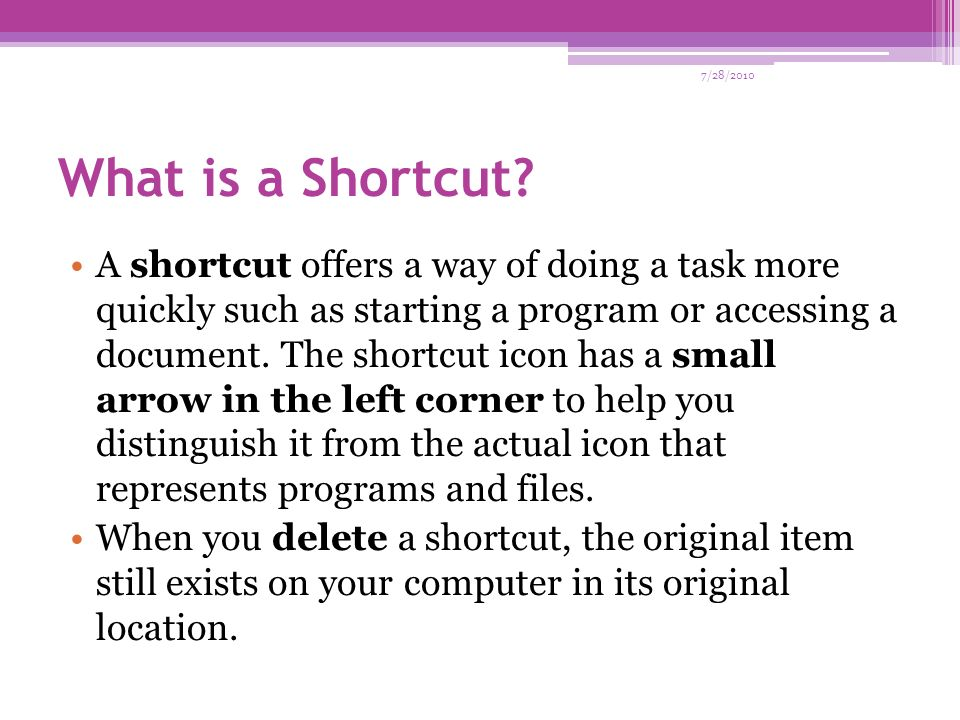 7/28/2010
What is a Shortcut?
• A shortcut offers a way of doing a task more
quickly such as starting a program or accessing a
document. The shortcut icon has a small
arrow in the left corner to help you
distinguish it from the actual icon that
represents programs and files.
• When you delete a shortcut, the original item
still exists on your computer in its original
location.